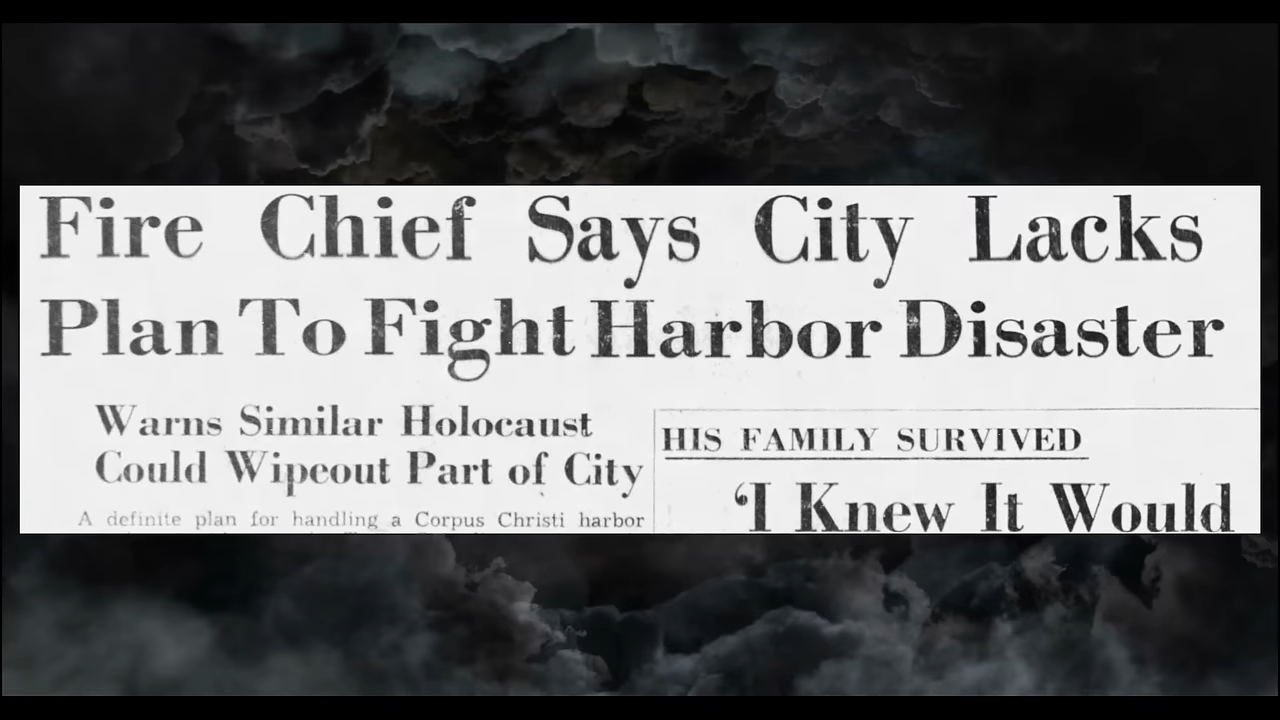 Fire Chief Says City Lacks
Plan To Fight Harbor Disaster
Warns Similar Holocaust
Could Wipeout Part of City
A definite plan for handling a Corpus Christi harbor
HIS FAMILY SURVIVED
‘I Knew It Would